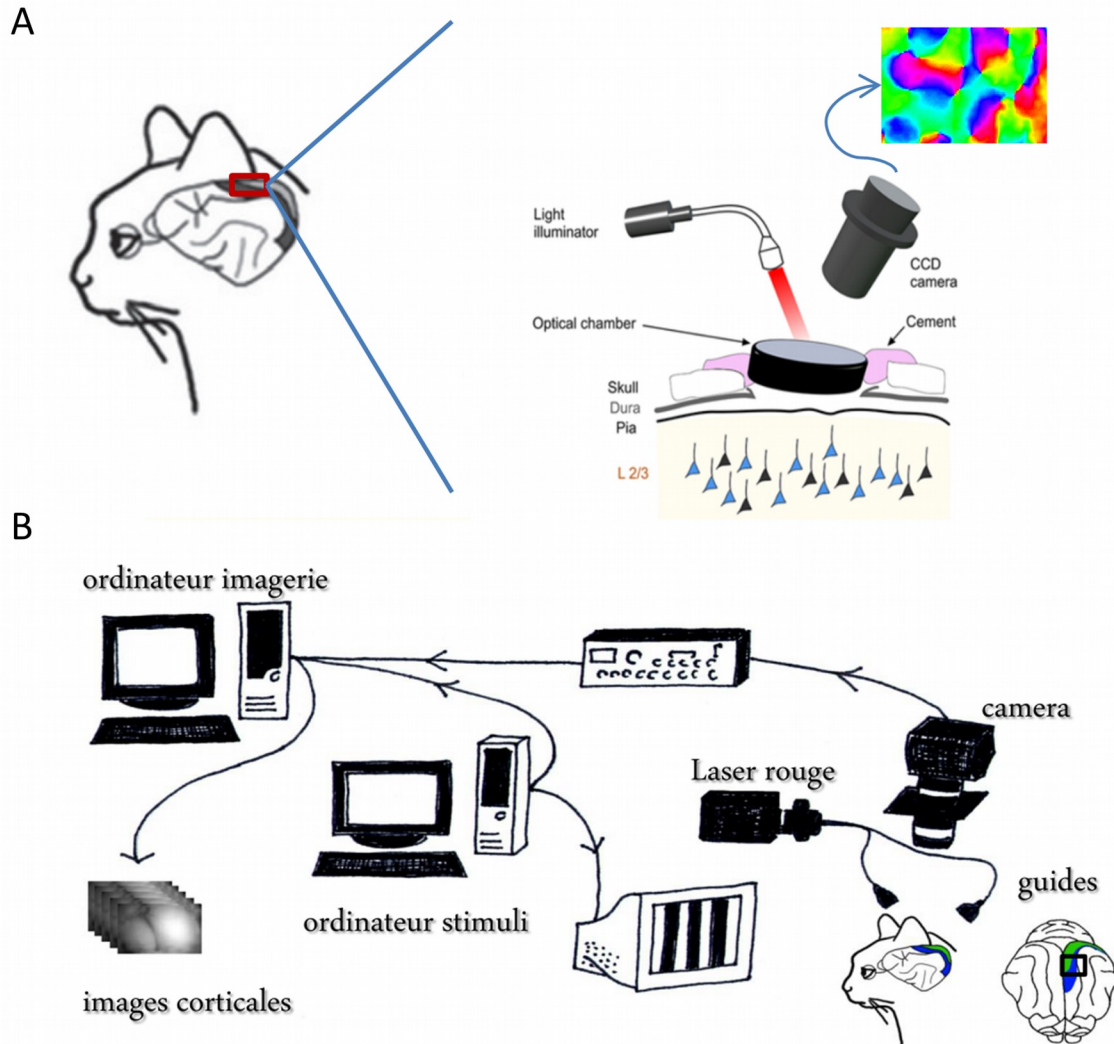 A
Light
illuminator
CCD
camera
Optical chamber
Cement
Skull
Dura
Pia
L 2/3
B
ordinateur imagerie
camera
Laser rouge
guides
ordinateur stimuli
images corticales